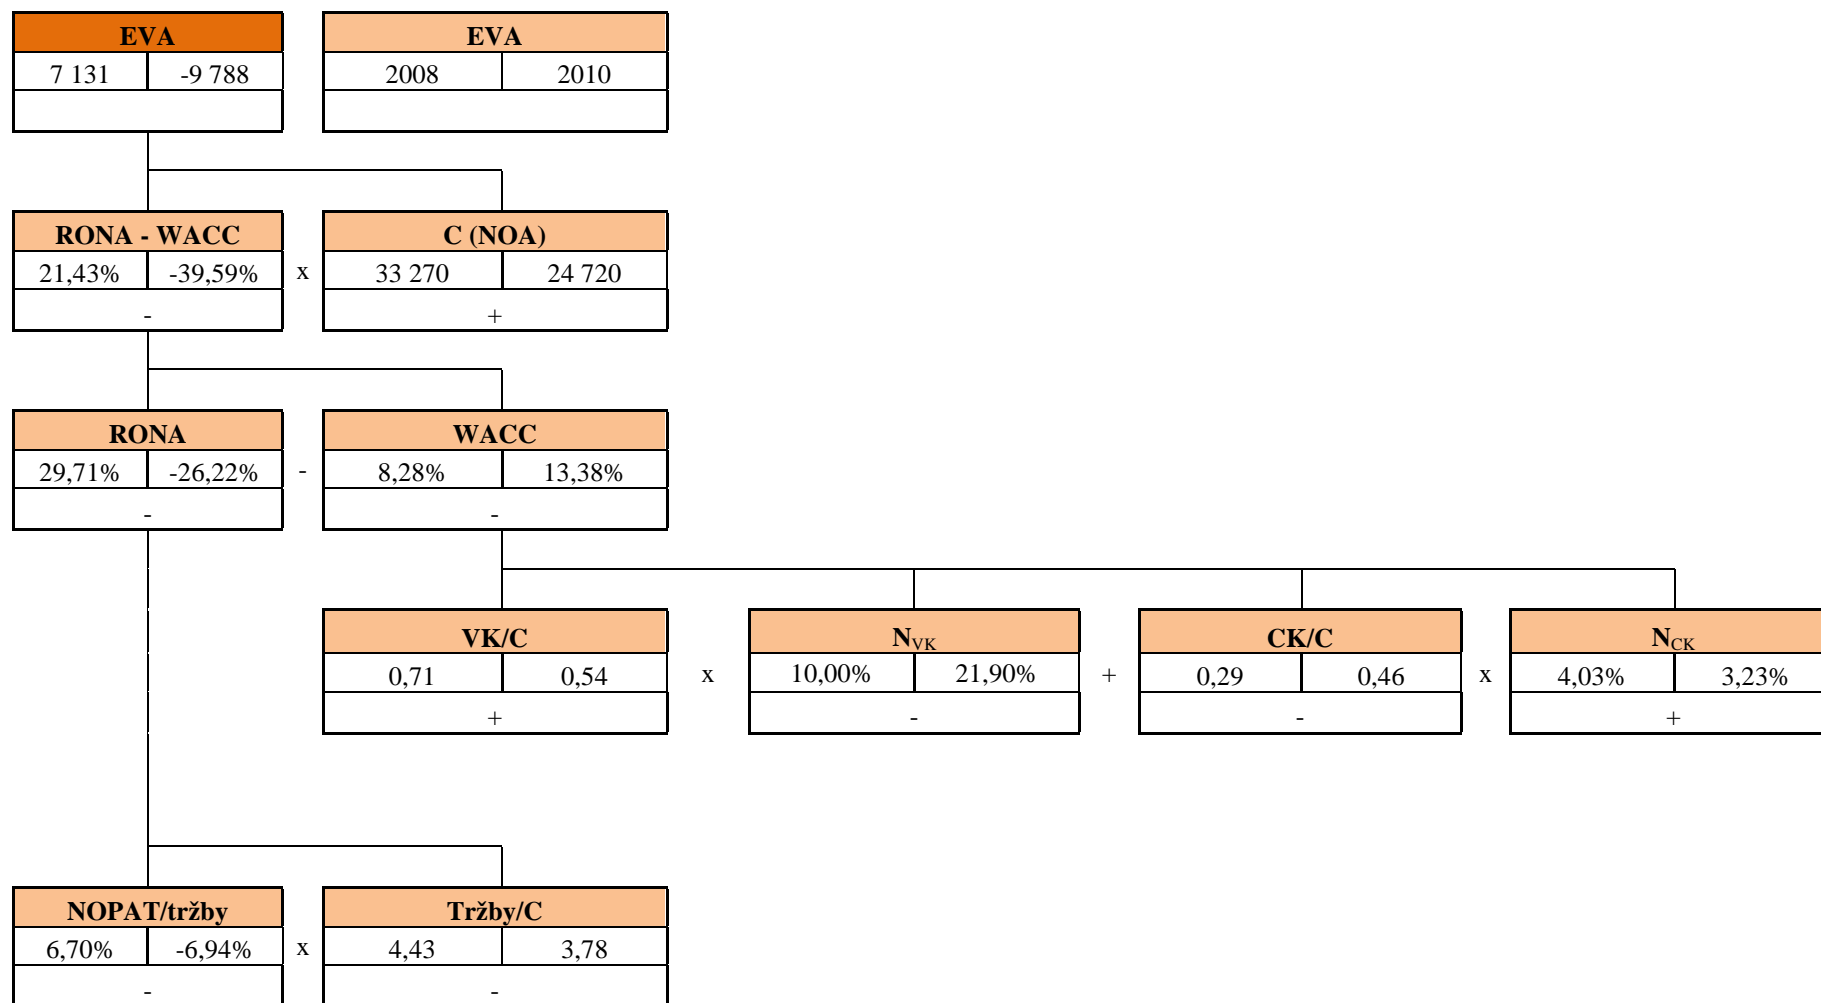 EVA EVA
7 131 -9 788 2008 2010
RONA - WACC C (NOA)
21,43% -39,59% x 33 270 24 720
- +
RONA WACC
29,71% -26,22% - 8,28% 13,38%
- -
VK/C NVK CK/C NCK
0,71 0,54 x 10,00% 21,90% + 0,29 0,46 x 4,03% 3,23%
+ - - +
NOPAT/tržby Tržby/C
6,70% -6,94% x 4,43 3,78
- -